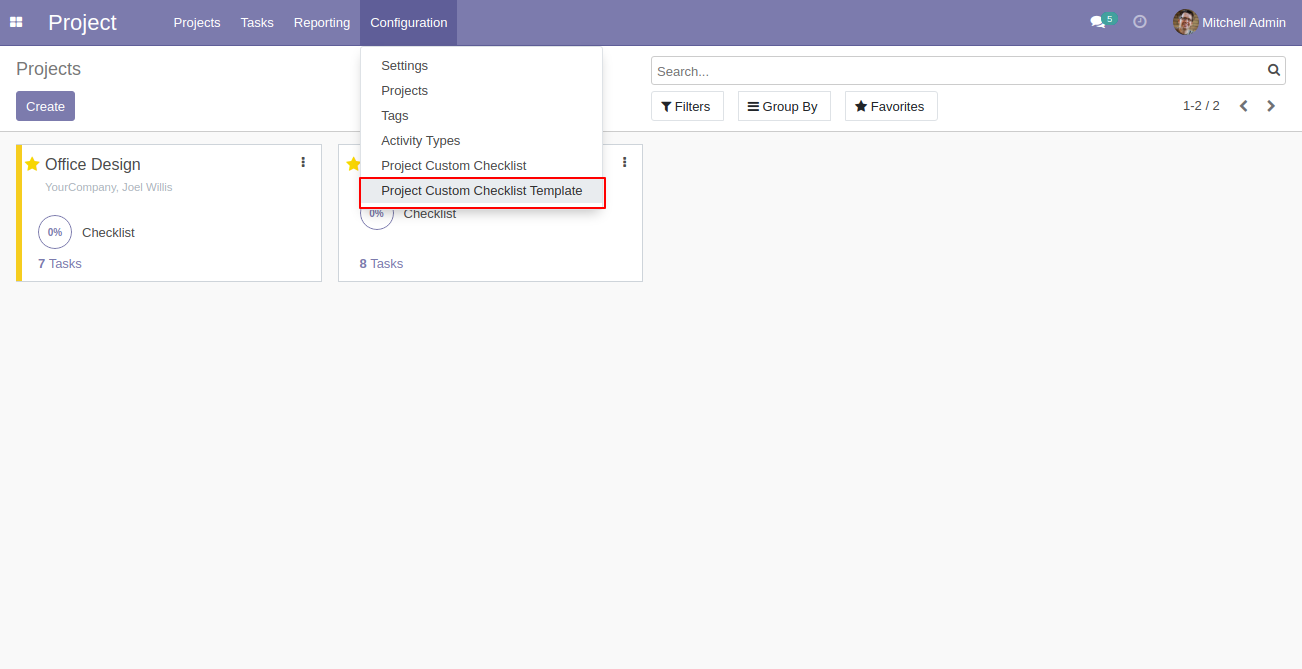 Project Projects Tasks Reporting Configuration 5 Mitchell Admin
Projects
Search...
Create
Filters Group By Favorites 1-2 / 2
Settings
Projects
Tags
Activity Types
Project Custom Checklist
Project Custom Checklist Template
Office Design
YourCompany, Joel Willis
0% Checklist
7 Tasks
0% Checklist
8 Tasks